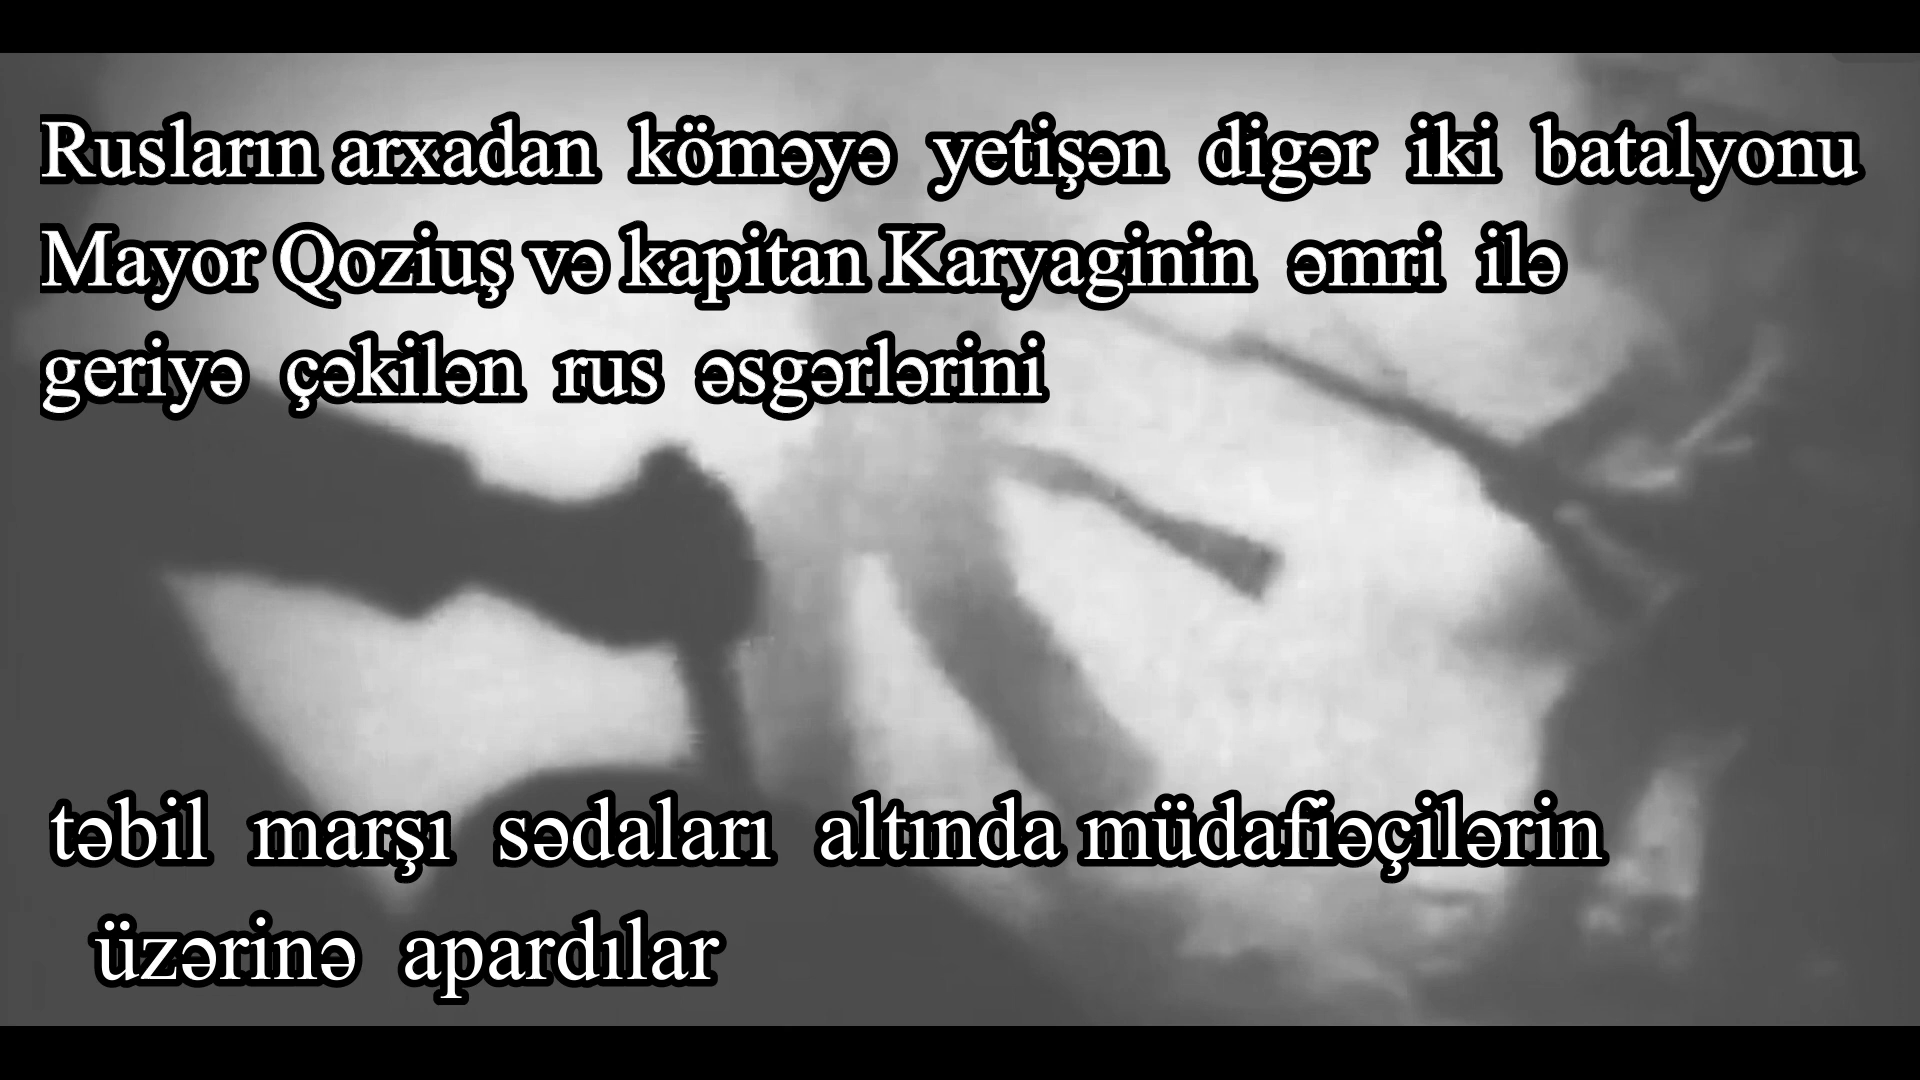 Rusların arxadan köməyə yetişən digər iki batalyonu
Mayor Qoziuş və kapitan Karyaginin əmri ilə
geriyə çəkilən rus əsgərlərini
təbil marşı sədaları altında müdafiəçilərin
üzərinə apardılar